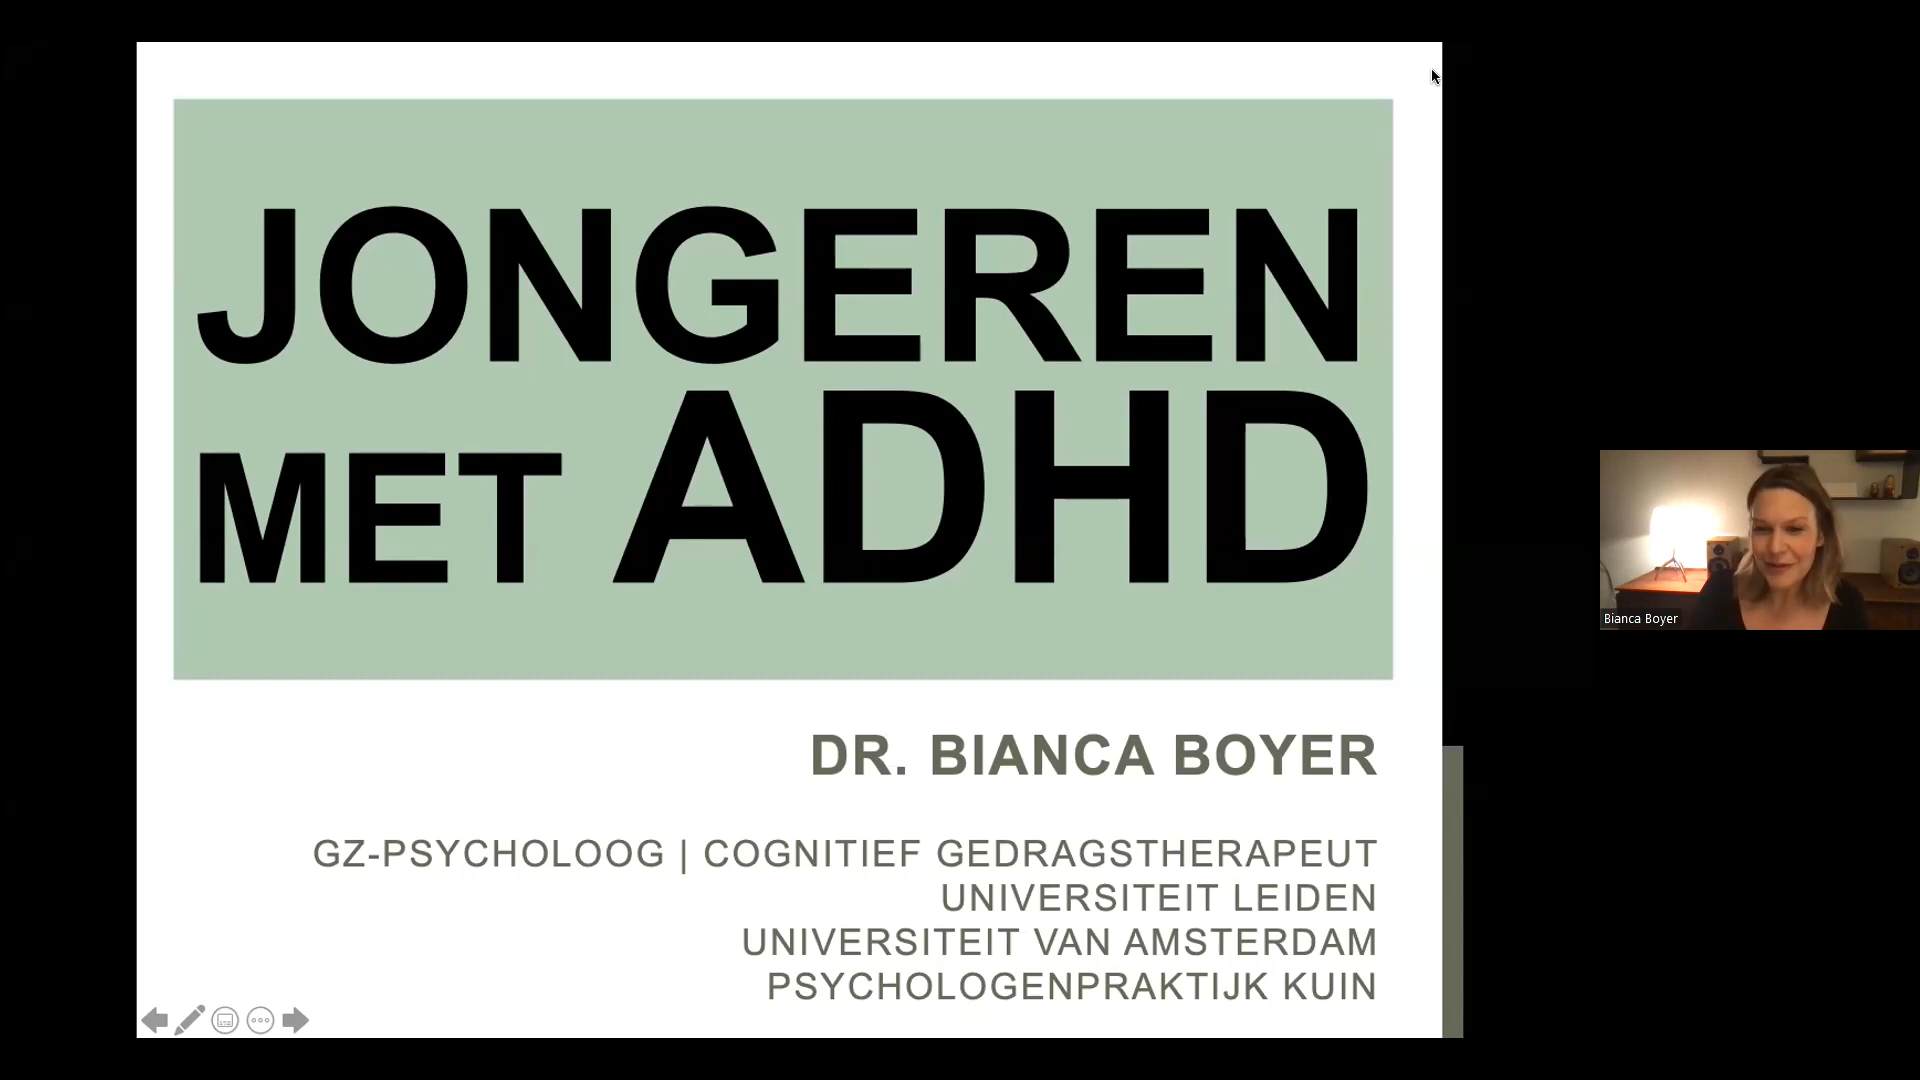 JONGEREN
MET ADHD
DR. BIANCA BOYER
GZ-PSYCHOLOOG | COGNITIEF GEDRAGSTHERAPEUT
UNIVERSITEIT LEIDEN
UNIVERSITEIT VAN AMSTERDAM
PSYCHOLOGENPRAKTIJK KUIN
Bianca Boyer